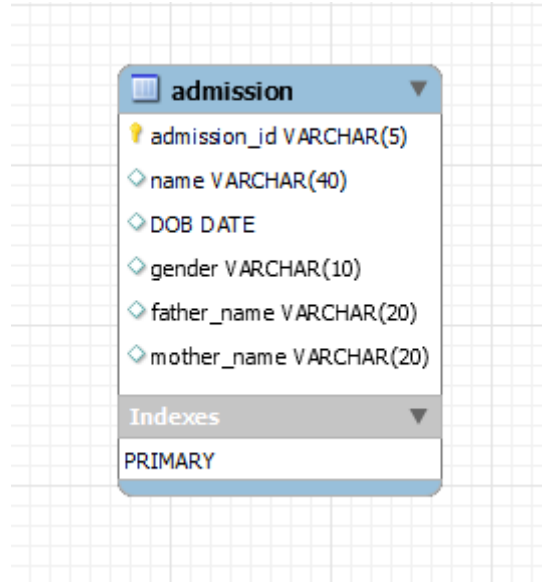 admission
admission_id VARCHAR(5)
name VARCHAR(40)
DOB DATE
gender VARCHAR(10)
father_name VARCHAR(20)
mother_name VARCHAR(20)
Indexes
PRIMARY